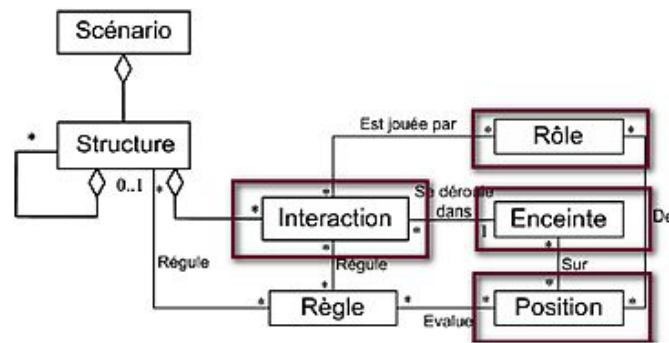 Scénario
*
Structure
0..1
*
Est jouée par
*
Rôle
*
*
*
Interaction
*
*
Se déroule
dans
1
Enceinte
*
De
Régule
Régule
Sur
*
*
*
Règle
*
Evalue
*
*
Position
*